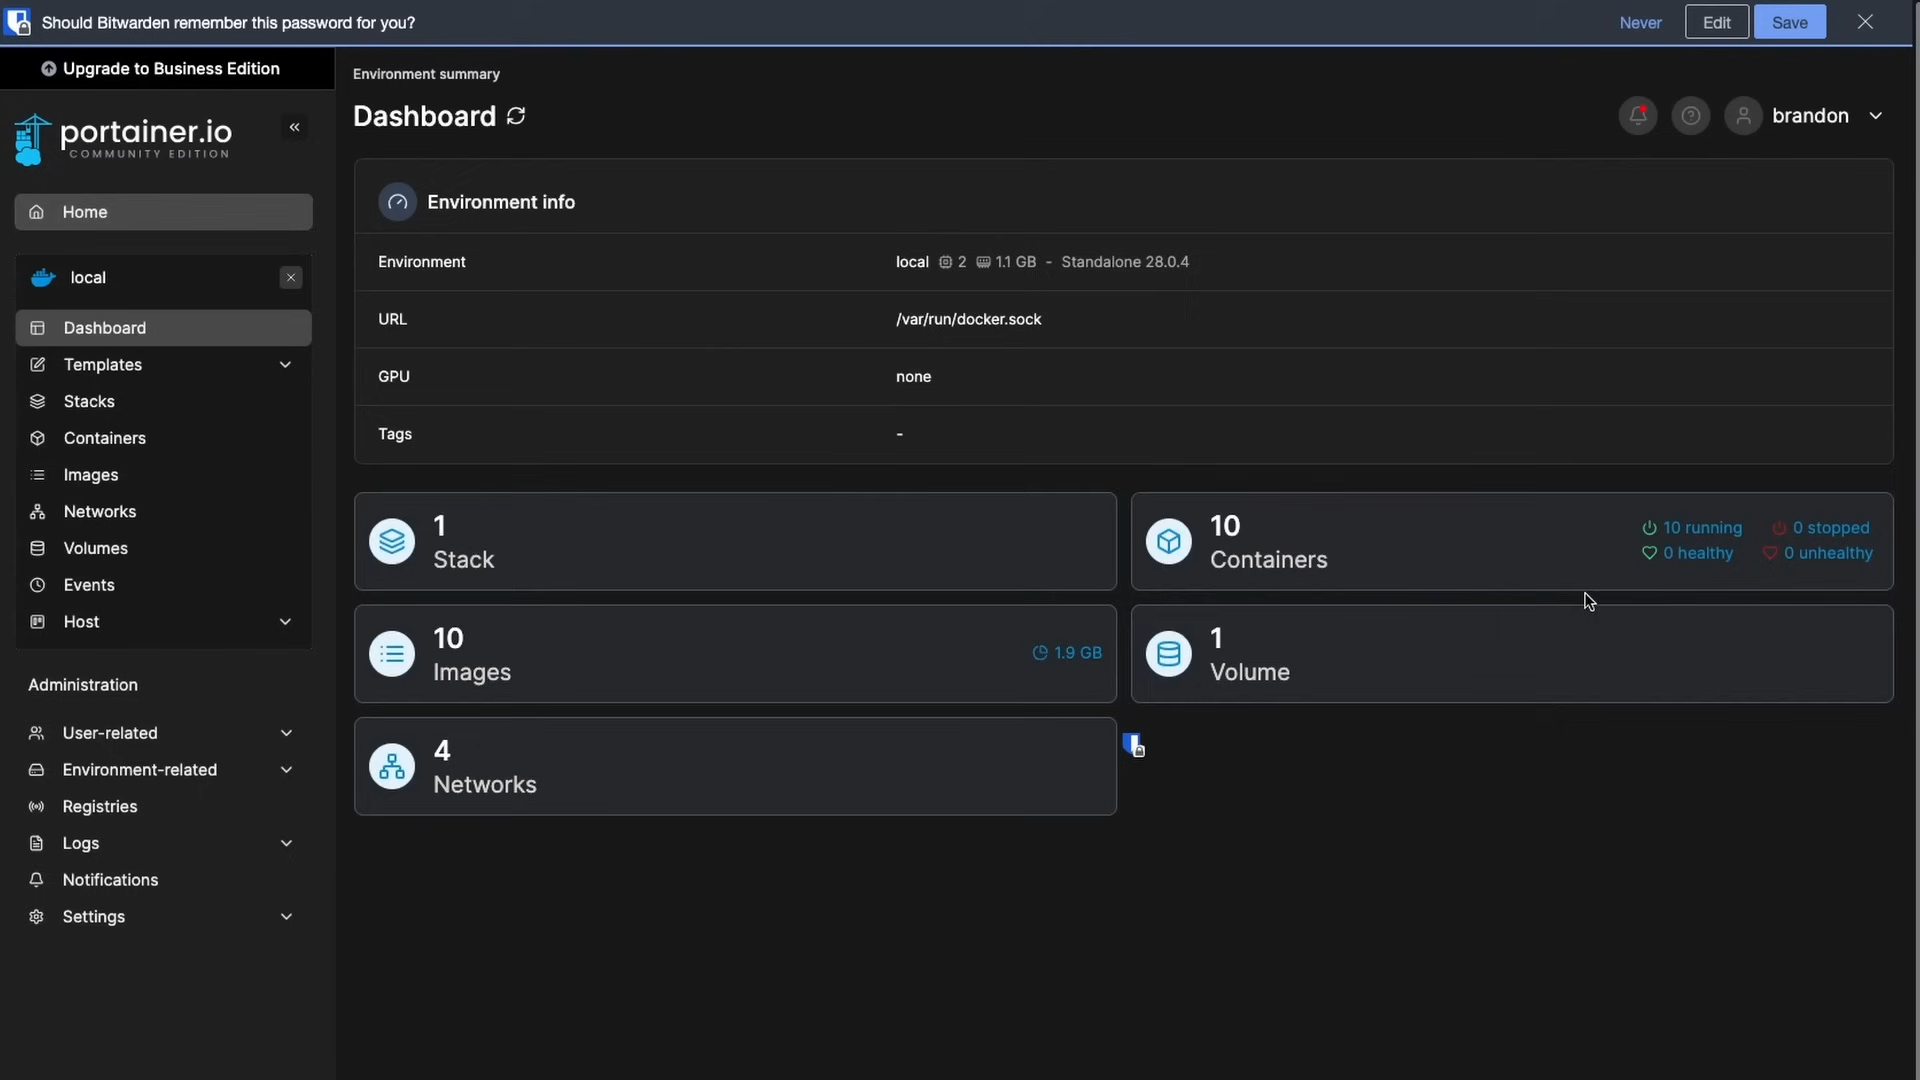 Should Bitwarden remember this password for you?
Never
Edit
Save
Upgrade to Business Edition
portainer.io
COMMUNITY EDITION
Home
local
Dashboard
Templates
Stacks
Containers
Images
Networks
Volumes
Events
Host
Administration
User-related
Environment-related
Registries
Logs
Notifications
Settings
Environment summary
Dashboard
brandon
Environment info
Environment local 2 1.1 GB - Standalone 28.0.4
URL /var/run/docker.sock
GPU none
Tags -
1
Stack
10
Containers
10 running 0 stopped
0 healthy 0 unhealthy
10
Images
1.9 GB
1
Volume
4
Networks